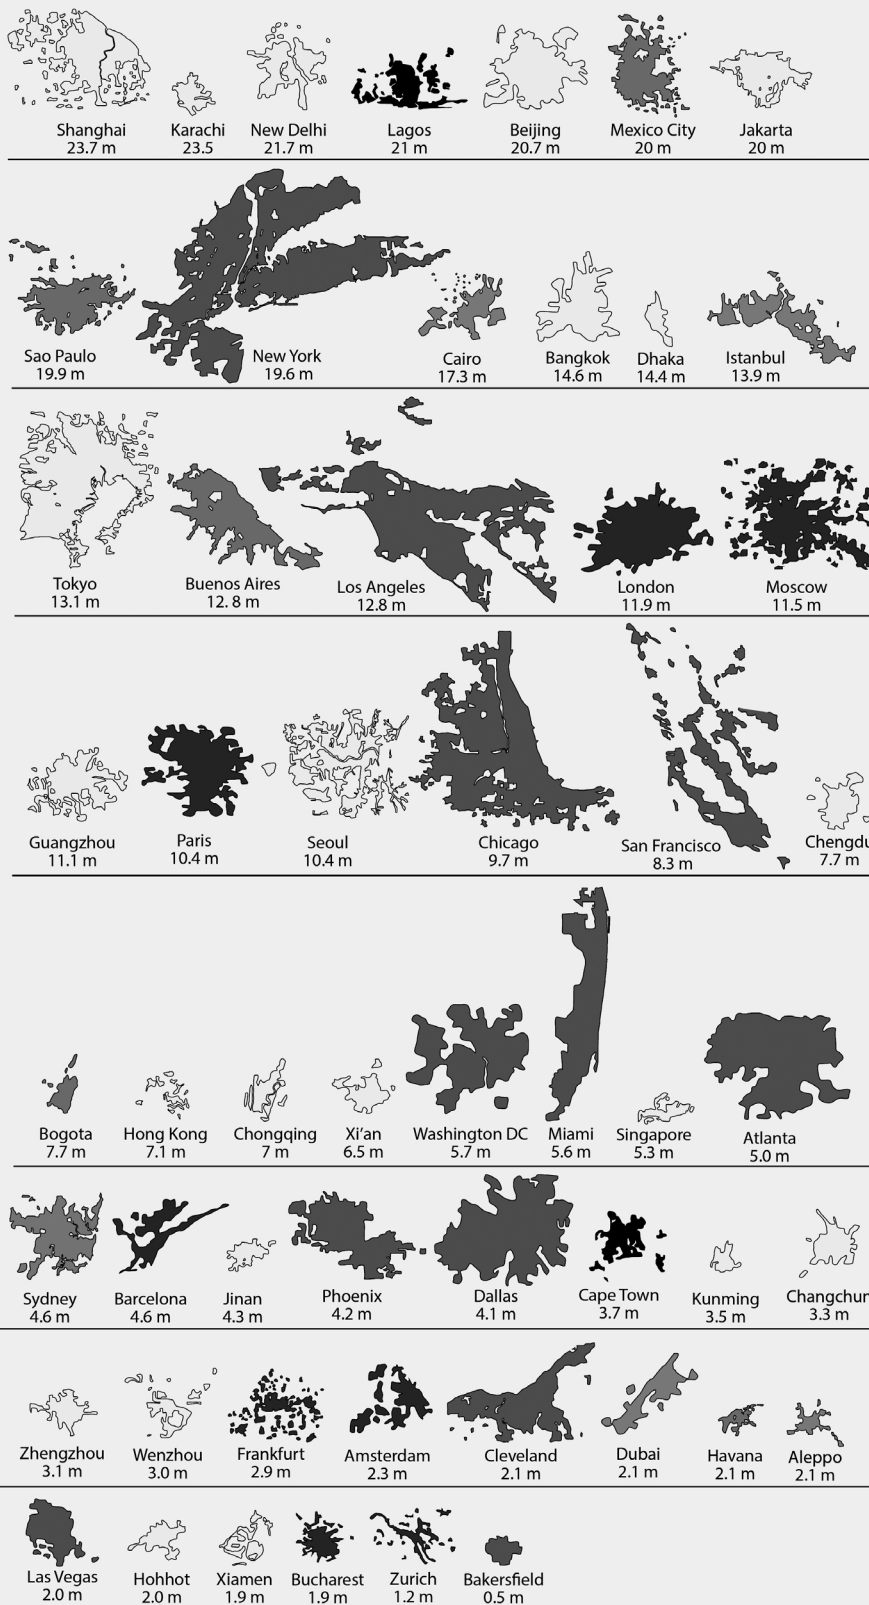 Shanghai Karachi New Delhi Lagos Beijing Mexico City Jakarta
23.7 m 23.5 21.7 m 21 m 20.7 m 20 m 20 m
Sao Paulo New York Cairo Bangkok Dhaka Istanbul
19.9 m 19.6 m 17.3 m 14.6 m 14.4 m 13.9 m
Tokyo Buenos Aires Los Angeles London Moscow
13.1 m 12. 8 m 12.8 m 11.9 m 11.5 m
Guangzhou Paris Seoul Chicago San Francisco Chengdu
11.1 m 10.4 m 10.4 m 9.7 m 8.3 m 7.7 m
Bogota Hong Kong Chongqing Xi’an Washington DC Miami Singapore Atlanta
7.7 m 7.1 m 7 m 6.5 m 5.7 m 5.6 m 5.3 m 5.0 m
Sydney Barcelona Jinan Phoenix Dallas Cape Town Kunming Changchun
4.6 m 4.6 m 4.3 m 4.2 m 4.1 m 3.7 m 3.5 m 3.3 m
Zhengzhou Wenzhou Frankfurt Amsterdam Cleveland Dubai Havana Aleppo
3.1 m 3.0 m 2.9 m 2.3 m 2.1 m 2.1 m 2.1 m 2.1 m
Las Vegas Hohhot Xiamen Bucharest Zurich Bakersfield
2.0 m 2.0 m 1.9 m 1.9 m 1.2 m 0.5 m